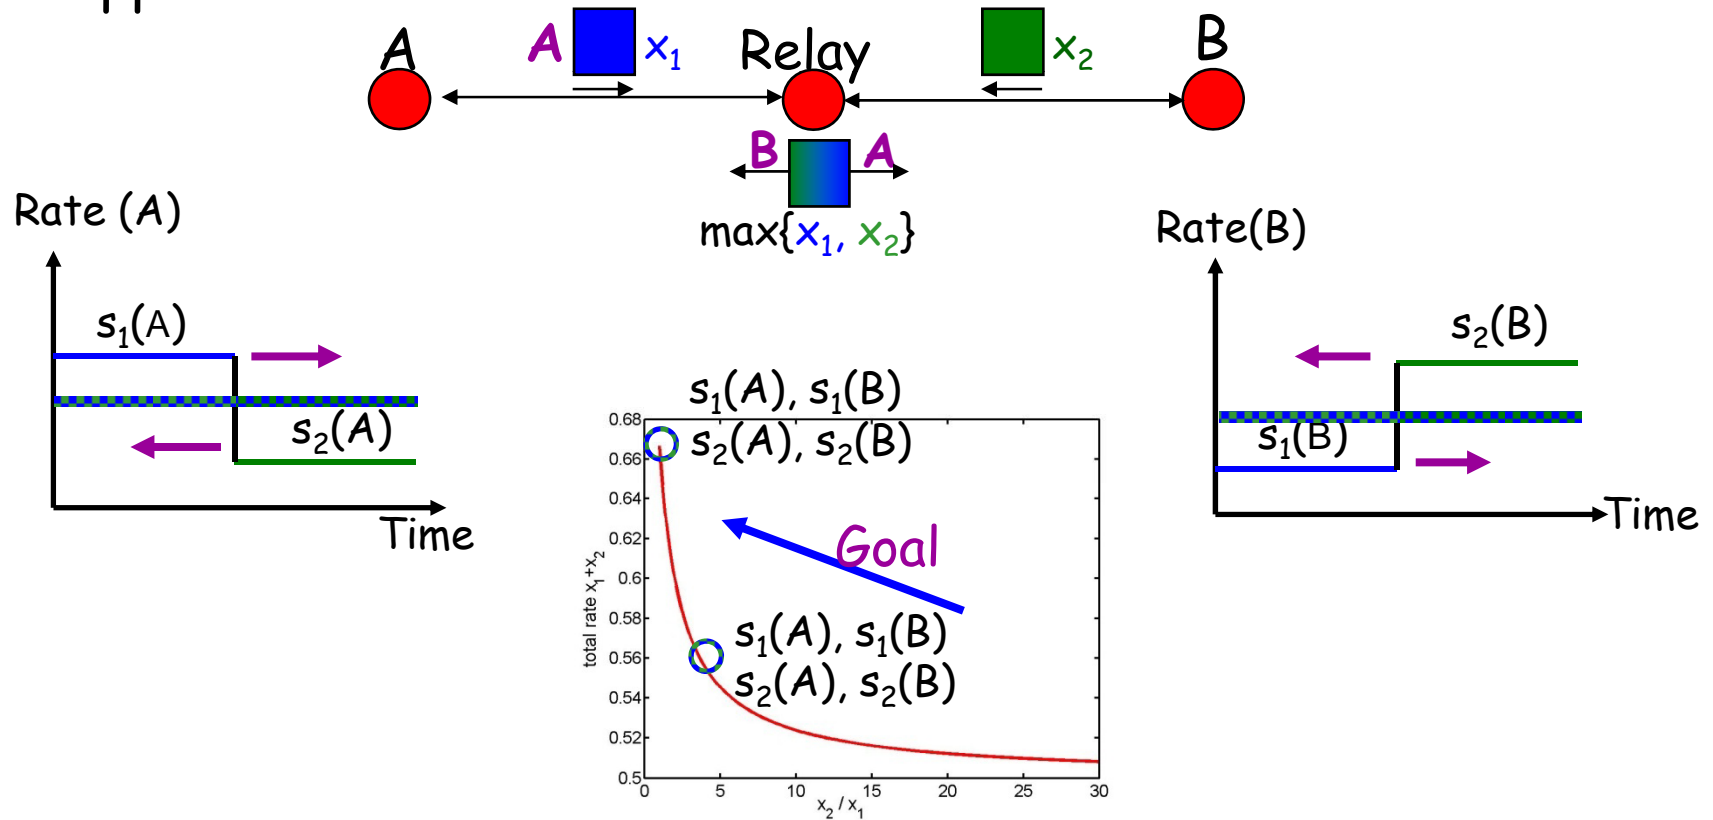 A
A
x₁
Relay
x₂
B
B
A
max{x₁, x₂}
Rate (A)
s₁(A)
s₂(A)
Time
Rate(B)
s₂(B)
s₁(B)
Time
s₁(A), s₁(B)
s₂(A), s₂(B)
Goal
s₁(A), s₁(B)
s₂(A), s₂(B)
total rate x₁+x₂
0.68
0.66
0.64
0.62
0.6
0.58
0.56
0.54
0.52
0.5
0 5 10 15 20 25 30
x₂ / x₁